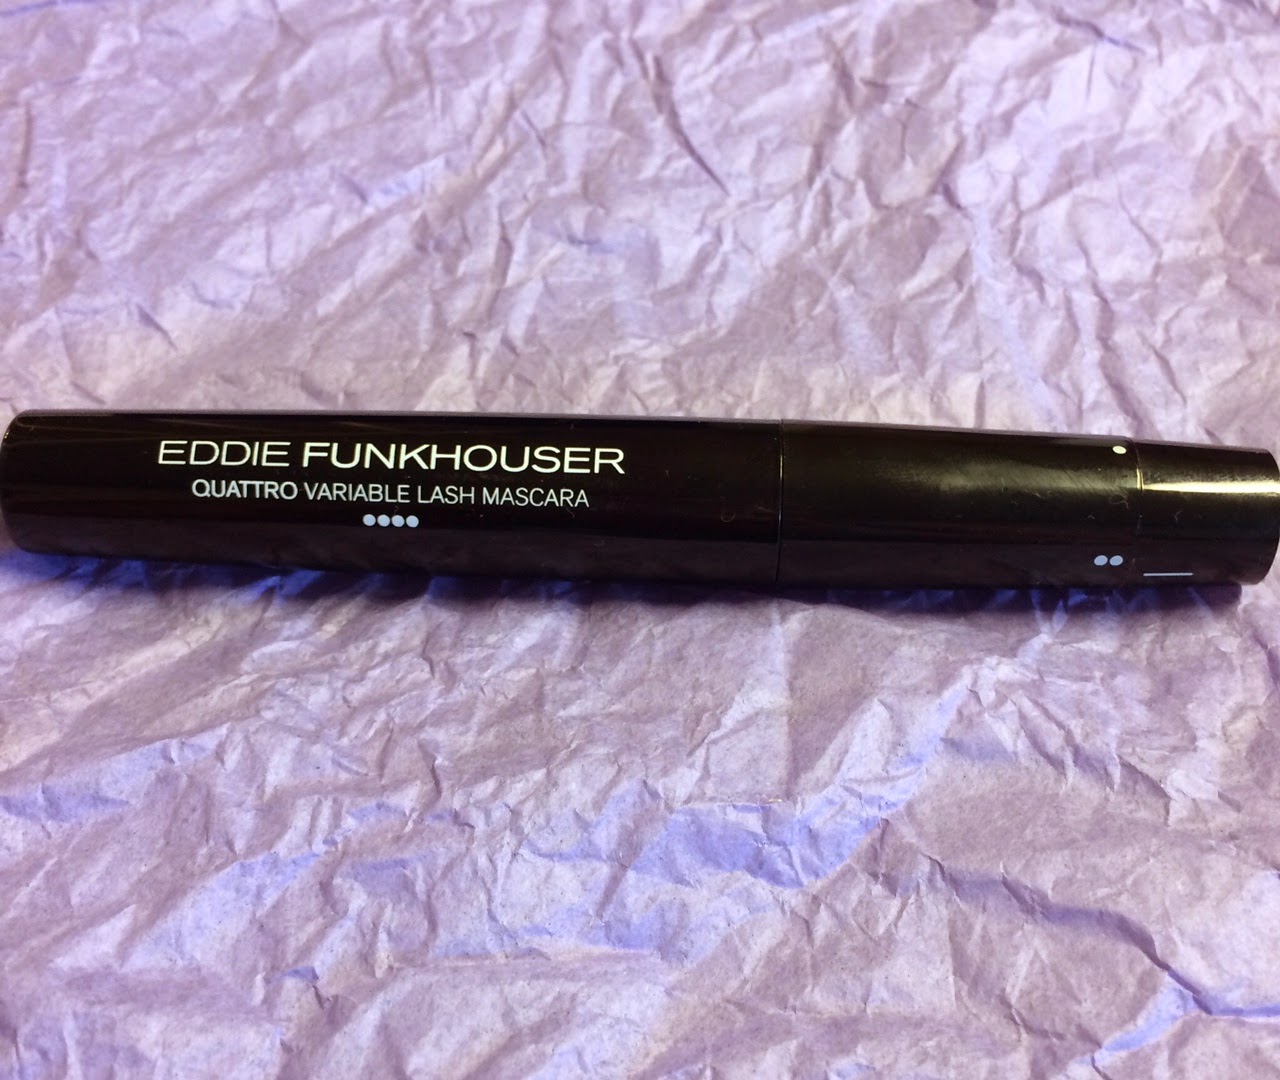 EDDIE FUNKHOUSER
QUATTRO VARIABLE LASH MASCARA